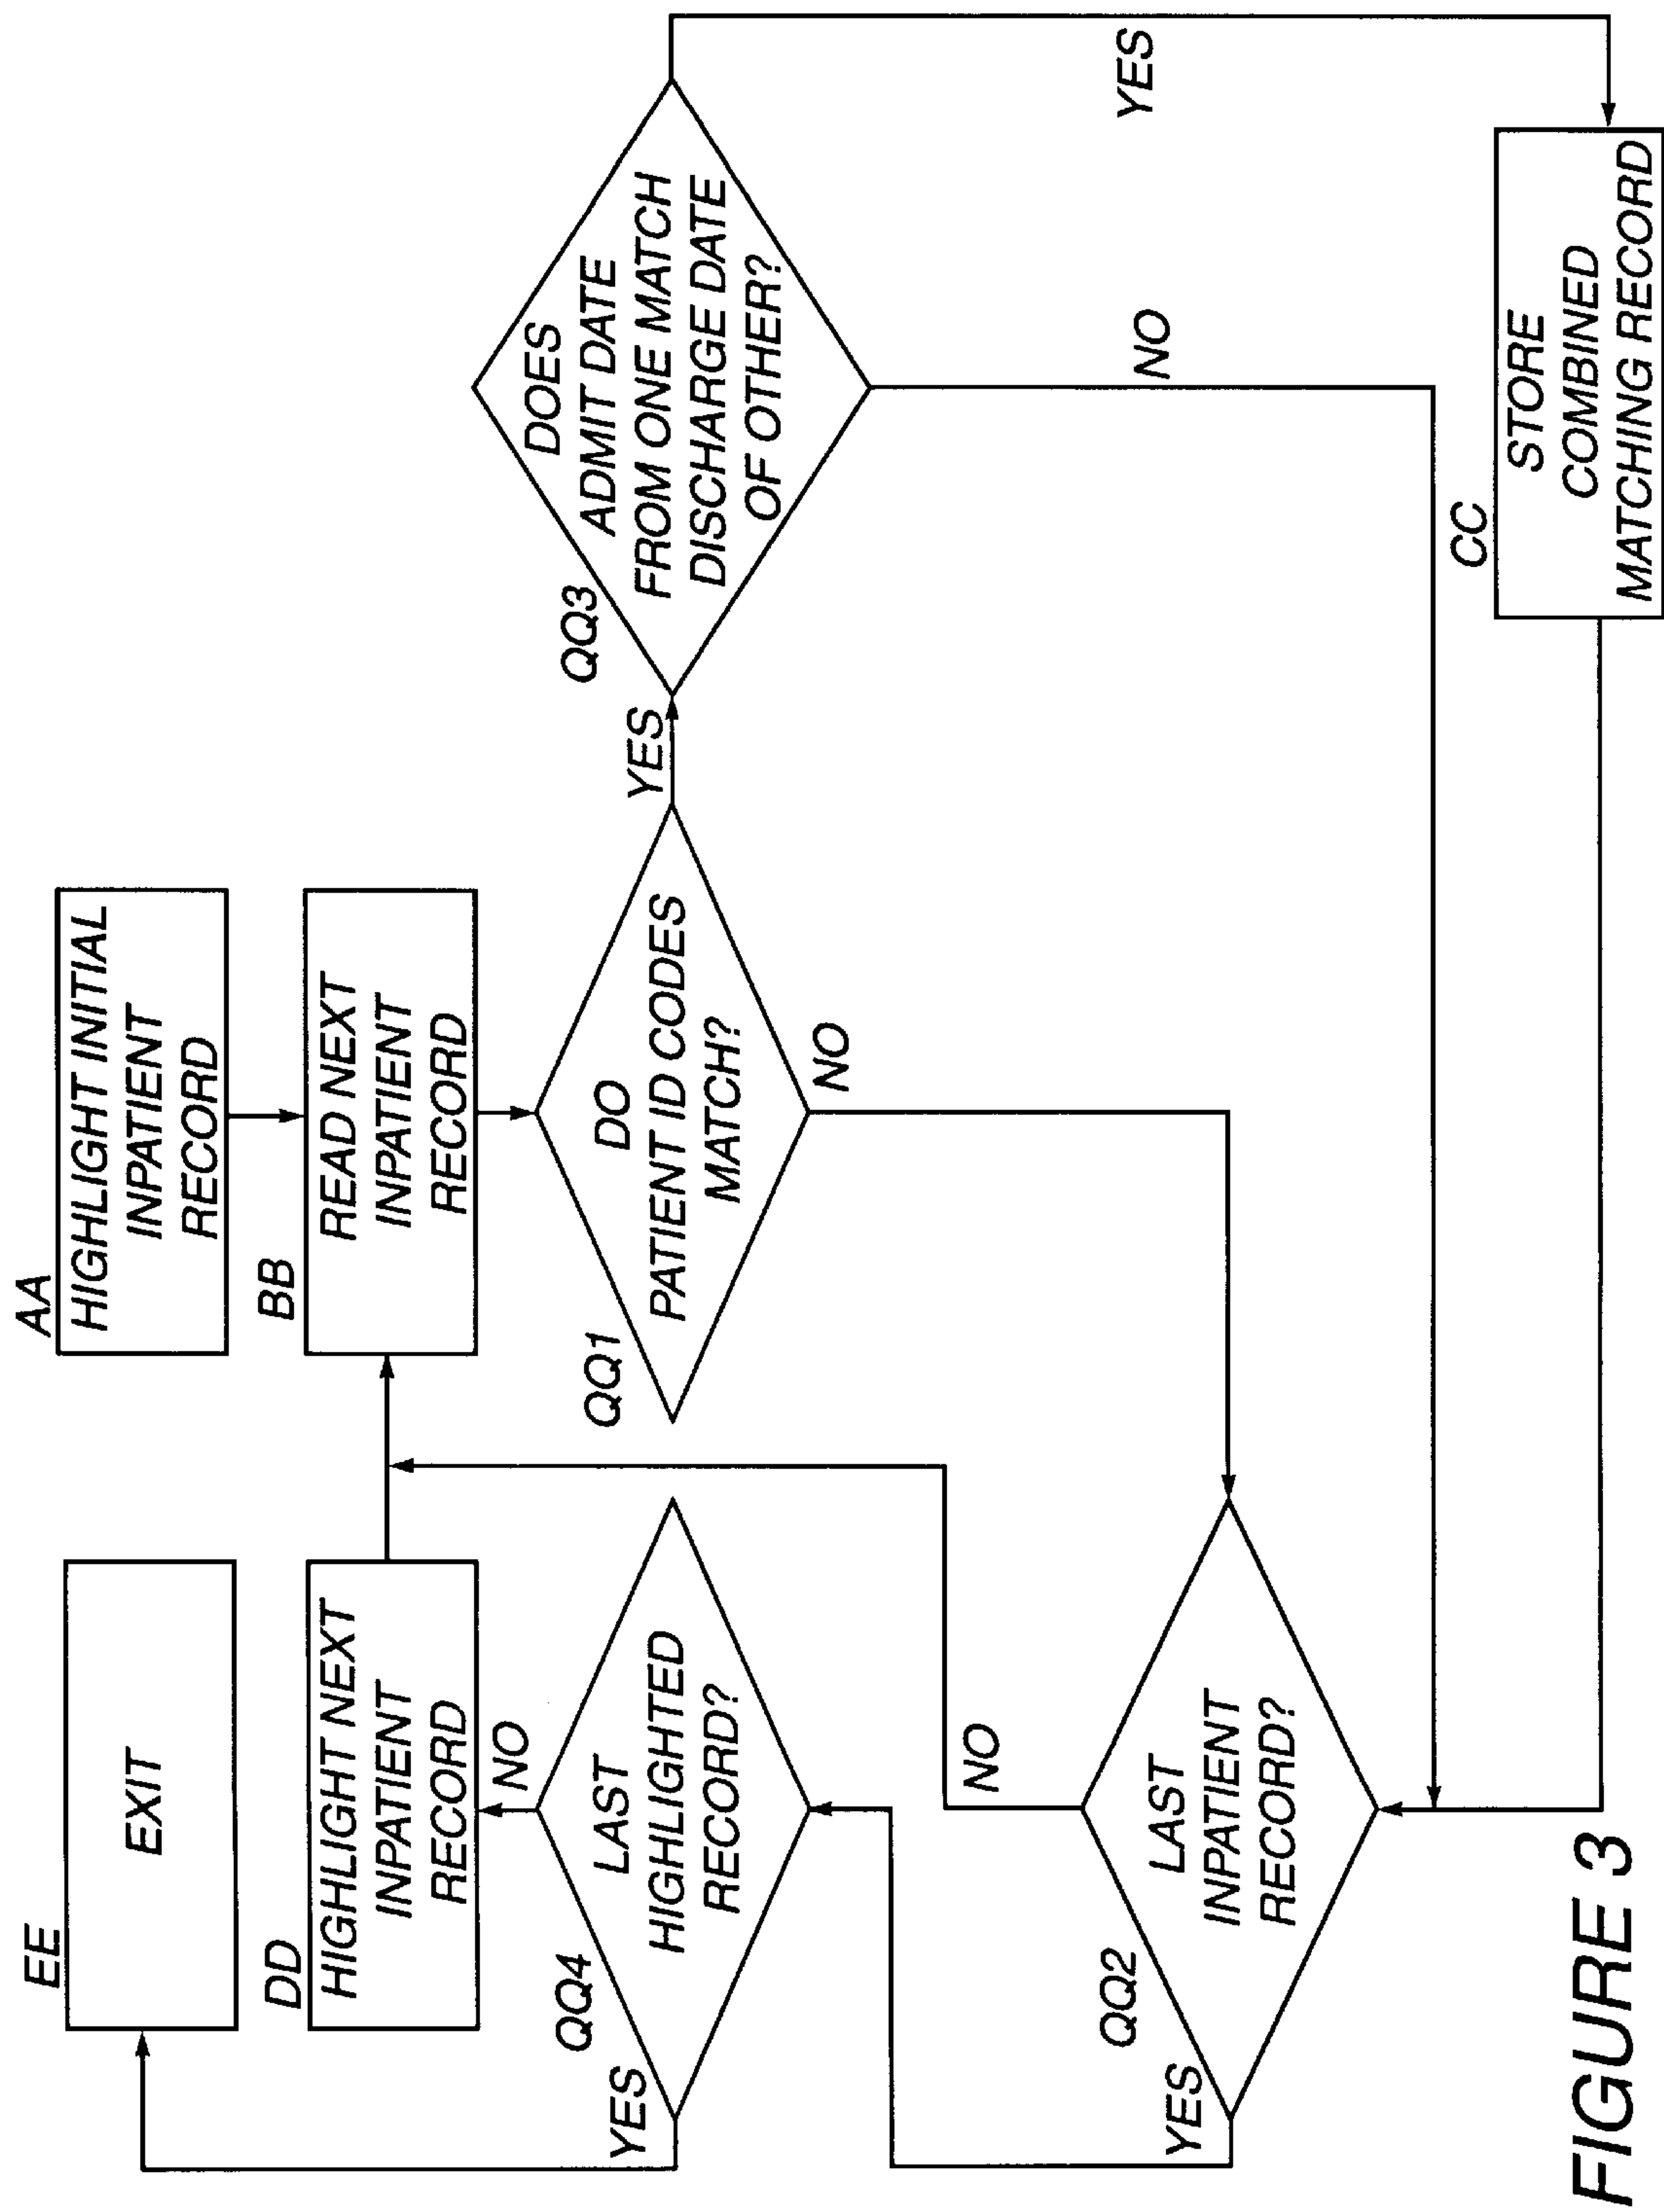 AA
HIGHLIGHT INITIAL
INPATIENT
RECORD
BB
READ NEXT
INPATIENT
RECORD
QQ1
DO
PATIENT ID CODES
MATCH?
YES
NO
QQ3
DOES
ADMIT DATE
FROM ONE MATCH
DISCHARGE DATE
OF OTHER?
YES
NO
CC
STORE
COMBINED
MATCHING RECORD
QQ2
LAST
INPATIENT
RECORD?
YES
NO
QQ4
LAST
HIGHLIGHTED
RECORD?
YES
NO
DD
HIGHLIGHT NEXT
INPATIENT
RECORD
EE
EXIT
FIGURE 3